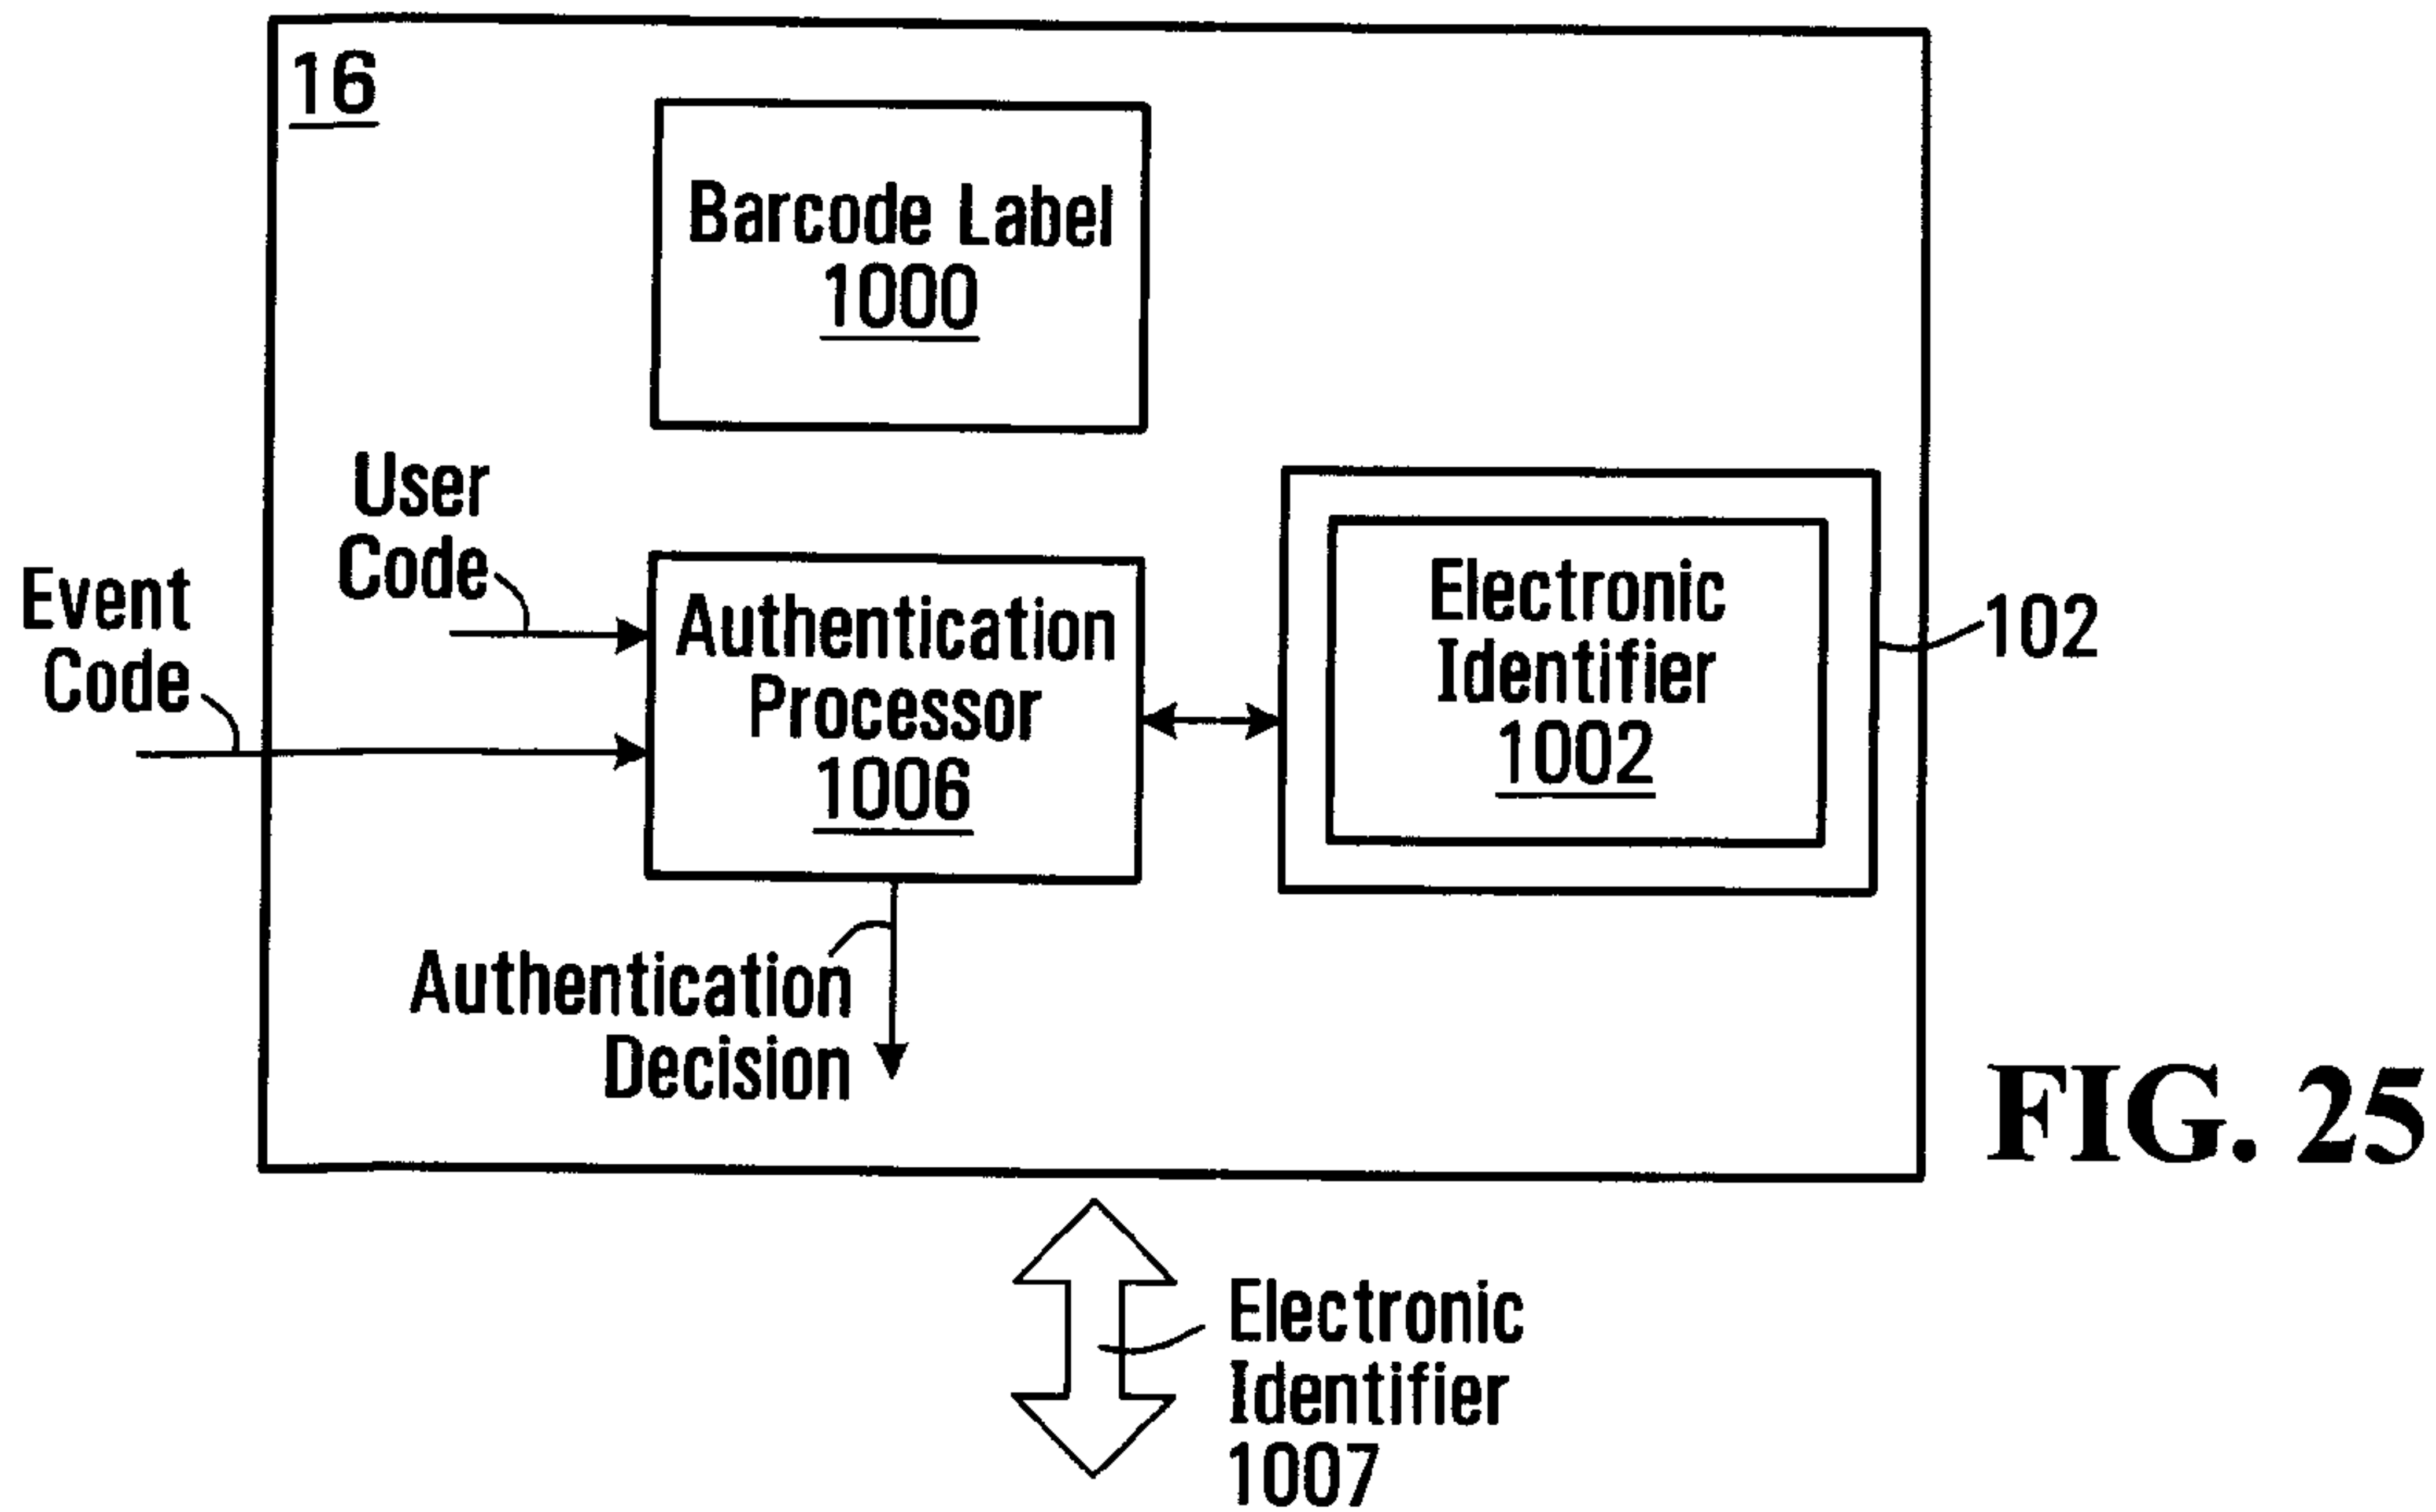 16
Barcode Label
1000
User
Code
Event
Code
Authentication
Processor
1006
Electronic
Identifier
1002
102
Authentication
Decision
FIG. 25
Electronic
Identifier
1007